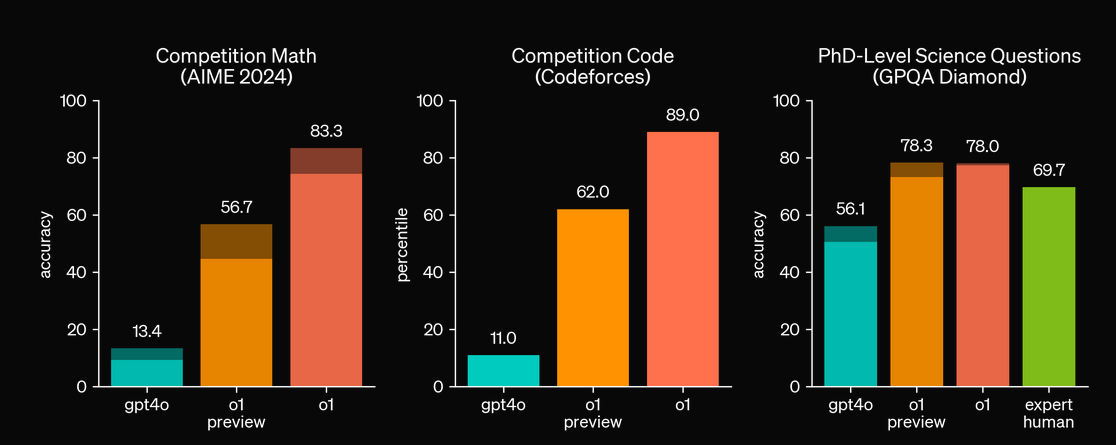 Competition Math
(AIME 2024)
100
80
60
40
20
0
accuracy
13.4
56.7
83.3
gpt4o
o1
preview
o1
Competition Code
(Codeforces)
100
80
60
40
20
0
percentile
11.0
62.0
89.0
gpt4o
o1
preview
o1
PhD-Level Science Questions
(GPQA Diamond)
100
80
60
40
20
0
accuracy
56.1
78.3
78.0
69.7
gpt4o
o1
preview
o1
expert
human